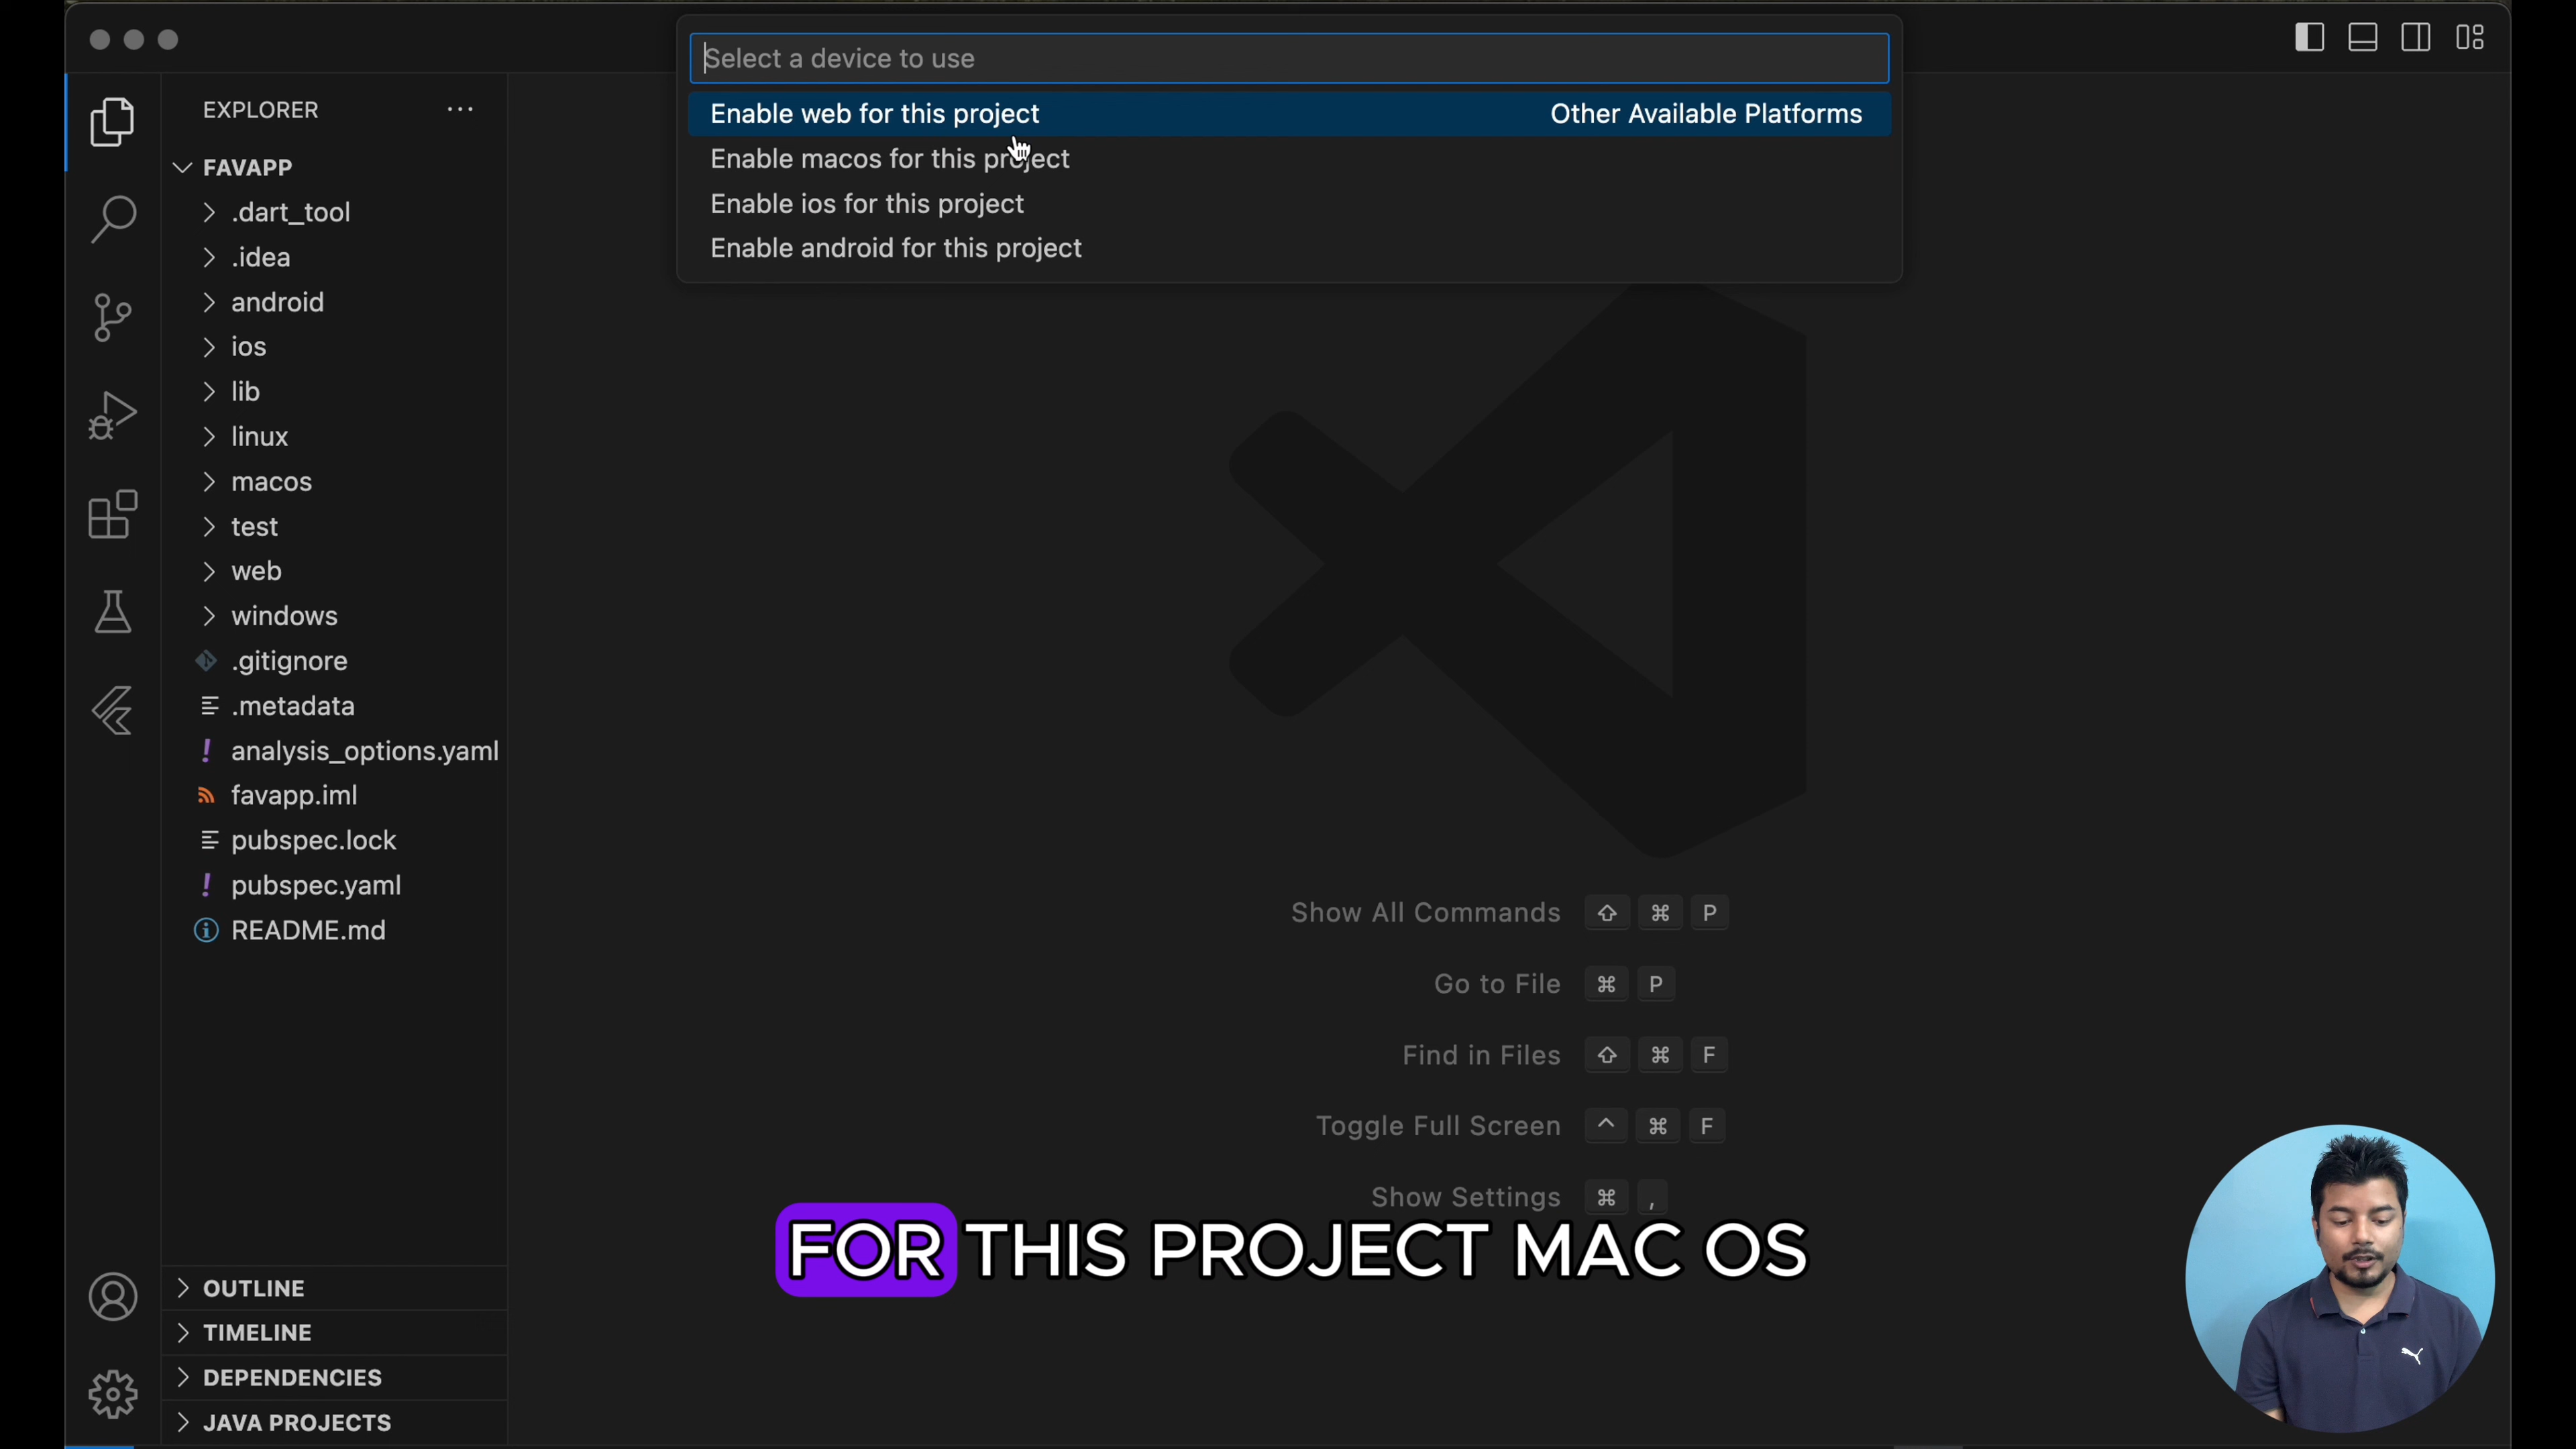 Select a device to use
Enable web for this project Other Available Platforms
Enable macos for this project
Enable ios for this project
Enable android for this project
EXPLORER
FAVAPP
.dart_tool
.idea
android
ios
lib
linux
macos
test
web
windows
.gitignore
.metadata
! analysis_options.yaml
favapp.iml
pubspec.lock
! pubspec.yaml
README.md
OUTLINE
TIMELINE
DEPENDENCIES
JAVA PROJECTS
Show All Commands ⇧ ⌘ P
Go to File ⌘ P
Find in Files ⇧ ⌘ F
Toggle Full Screen ^ ⌘ F
Show Settings ⌘ ,
FOR THIS PROJECT MAC OS